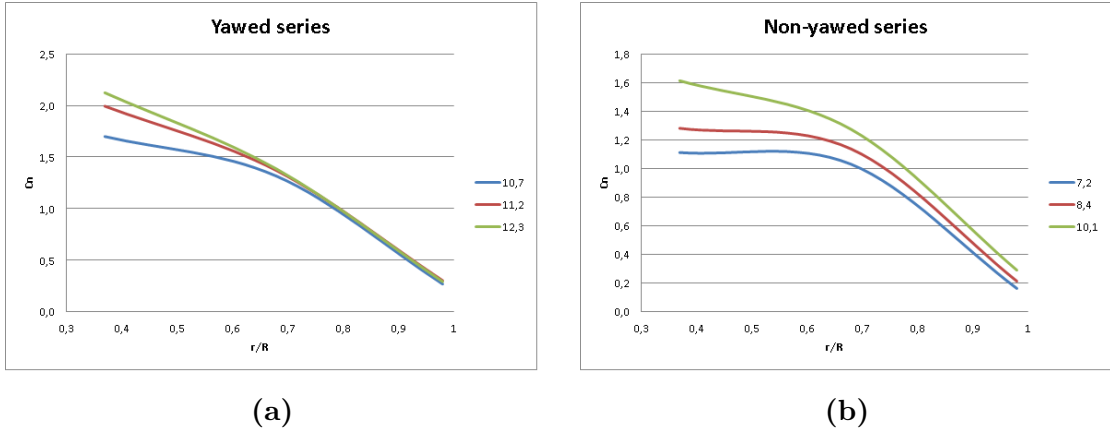 Yawed series
2,5
2,0
1,5
1,0
0,5
0,0
Cn
0,3 0,4 0,5 0,6 0,7 0,8 0,9 1
r/R
10,7
11,2
12,3
(a)
Non-yawed series
1,8
1,6
1,4
1,2
1,0
0,8
0,6
0,4
0,2
0,0
Cn
0,3 0,4 0,5 0,6 0,7 0,8 0,9 1
r/R
7,2
8,4
10,1
(b)